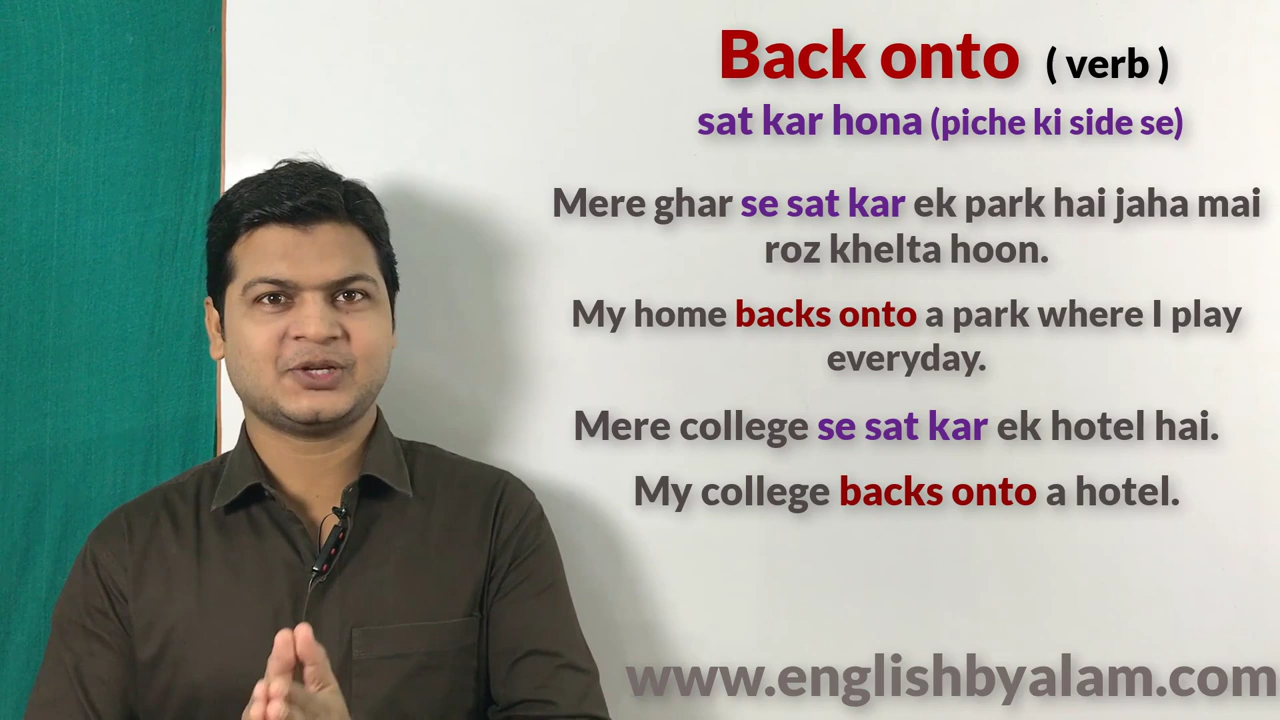 Back onto ( verb )
sat kar hona (piche ki side se)
Mere ghar se sat kar ek park hai jaha mai
roz khelta hoon.
My home backs onto a park where I play
everyday.
Mere college se sat kar ek hotel hai.
My college backs onto a hotel.
www.englishbyalam.com